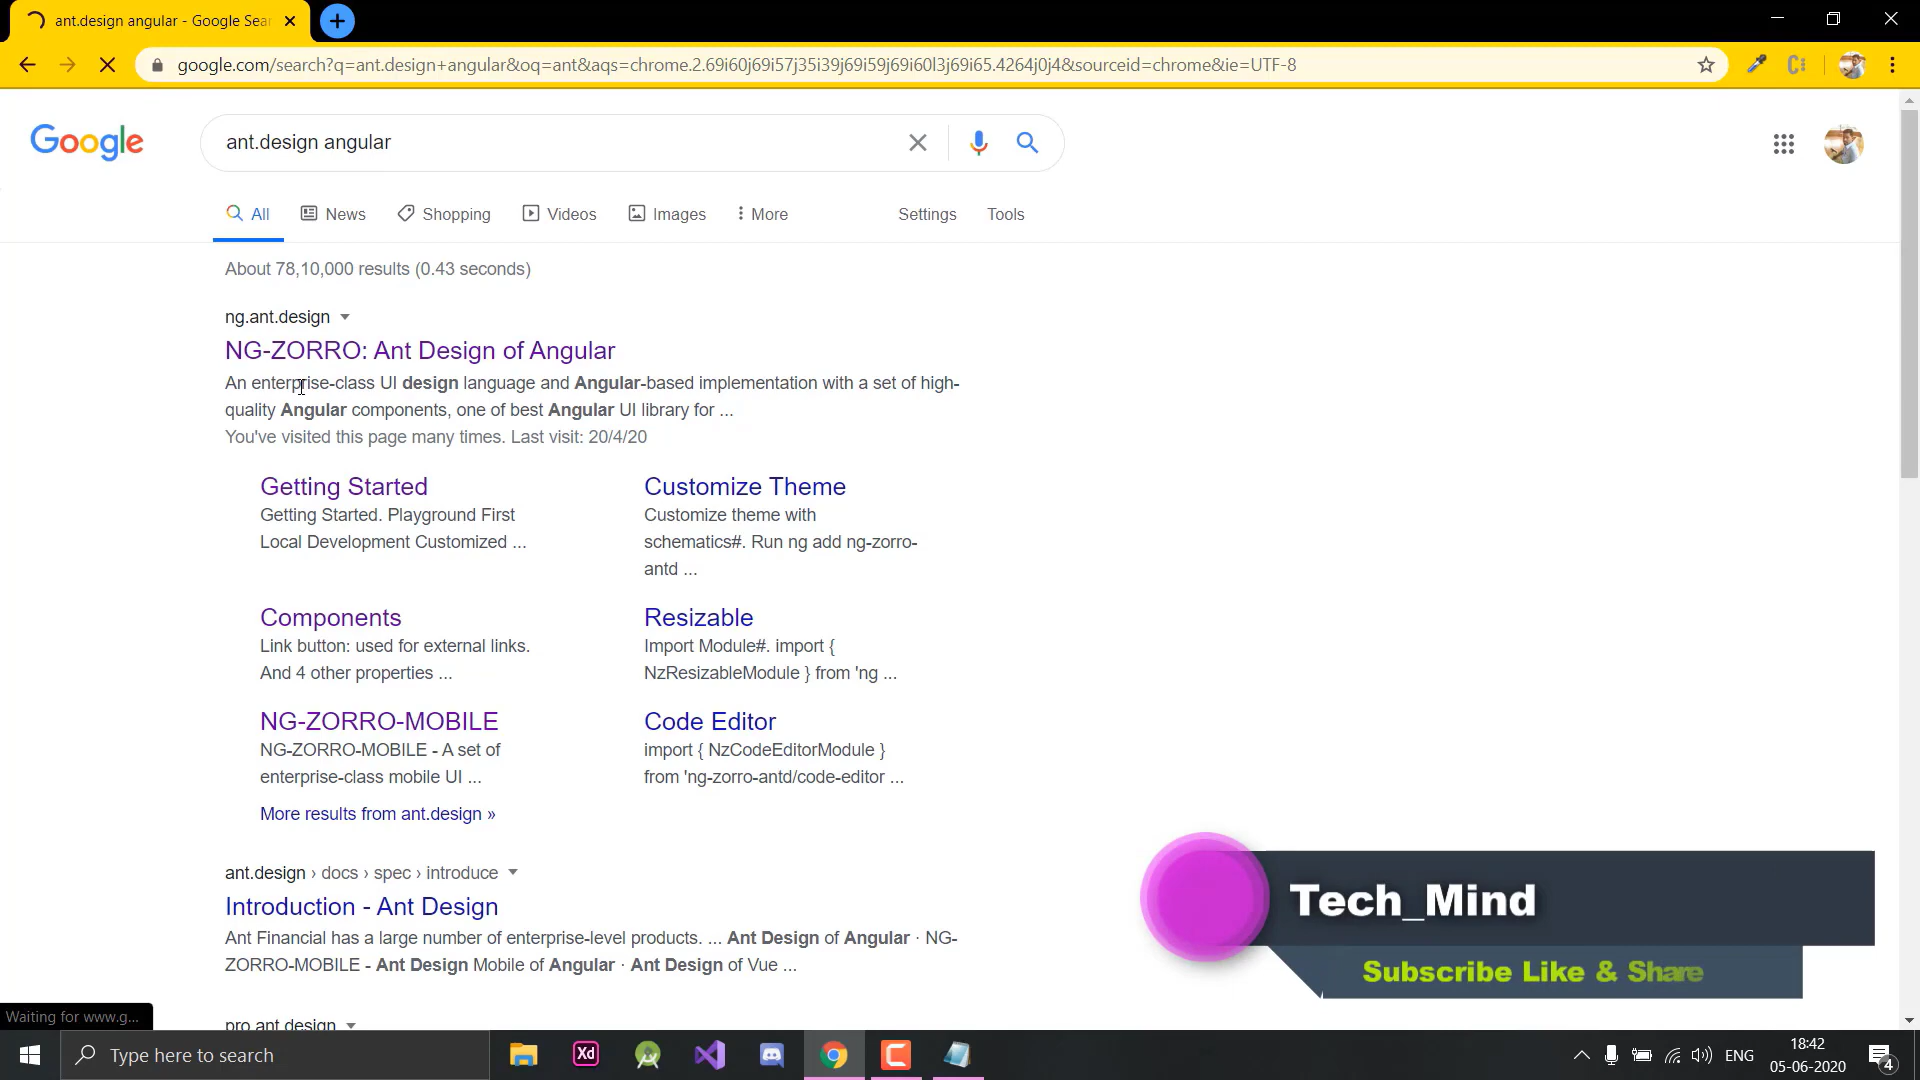 ant.design angular - Google Sear
google.com/search?q=ant.design+angular&oq=ant&aqs=chrome.2.69i60j69i57j35i39j69i59j69i60l3j69i65.4264j0j4&sourceid=chrome&ie=UTF-8
Google
ant.design angular
All
News
Shopping
Videos
Images
More
Settings
Tools
About 78,10,000 results (0.43 seconds)
ng.ant.design
NG-ZORRO: Ant Design of Angular
An enterprise-class UI design language and Angular-based implementation with a set of high-
quality Angular components, one of best Angular UI library for ...
You've visited this page many times. Last visit: 20/4/20
Getting Started
Getting Started. Playground First
Local Development Customized ...
Customize Theme
Customize theme with
schematics#. Run ng add ng-zorro-
antd ...
Components
Link button: used for external links.
And 4 other properties ...
Resizable
Import Module#. import {
NzResizableModule } from 'ng ...
NG-ZORRO-MOBILE
NG-ZORRO-MOBILE - A set of
enterprise-class mobile UI ...
Code Editor
import { NzCodeEditorModule }
from 'ng-zorro-antd/code-editor ...
More results from ant.design »
ant.design › docs › spec › introduce
Introduction - Ant Design
Ant Financial has a large number of enterprise-level products. ... Ant Design of Angular · NG-
ZORRO-MOBILE - Ant Design Mobile of Angular · Ant Design of Vue ...
pro.ant.design
Tech_Mind
Subscribe Like & Share
Waiting for www.g...
Type here to search
Xd
ENG
18:42
05-06-2020
4